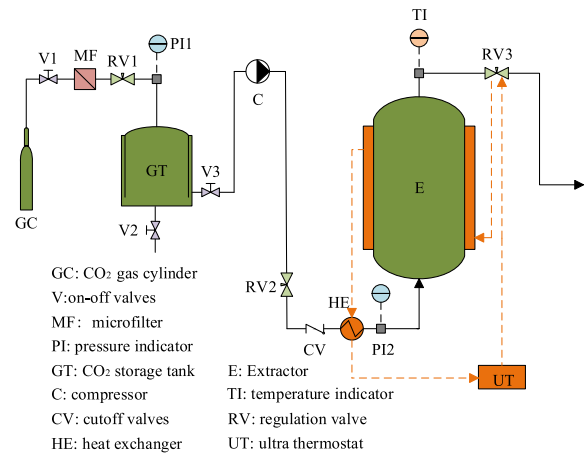 TI
V1
MF
RV1
PI1
RV3
C
GT
V3
E
GC
V2
RV2
HE
CV
PI2
UT
GC: CO2 gas cylinder
V:on-off valves
MF: microfilter
PI: pressure indicator
GT: CO2 storage tank
E: Extractor
C: compressor
TI: temperature indicator
CV: cutoff valves
RV: regulation valve
HE: heat exchanger
UT: ultra thermostat